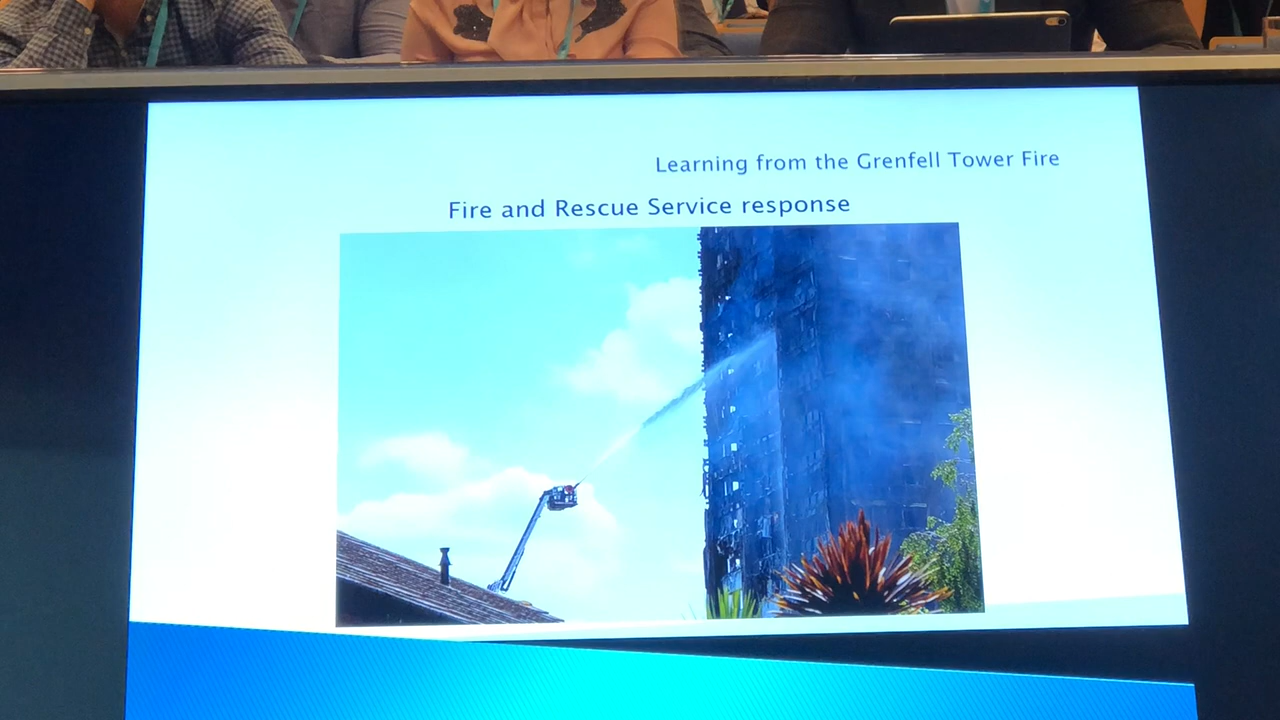 Learning from the Grenfell Tower Fire
Fire and Rescue Service response